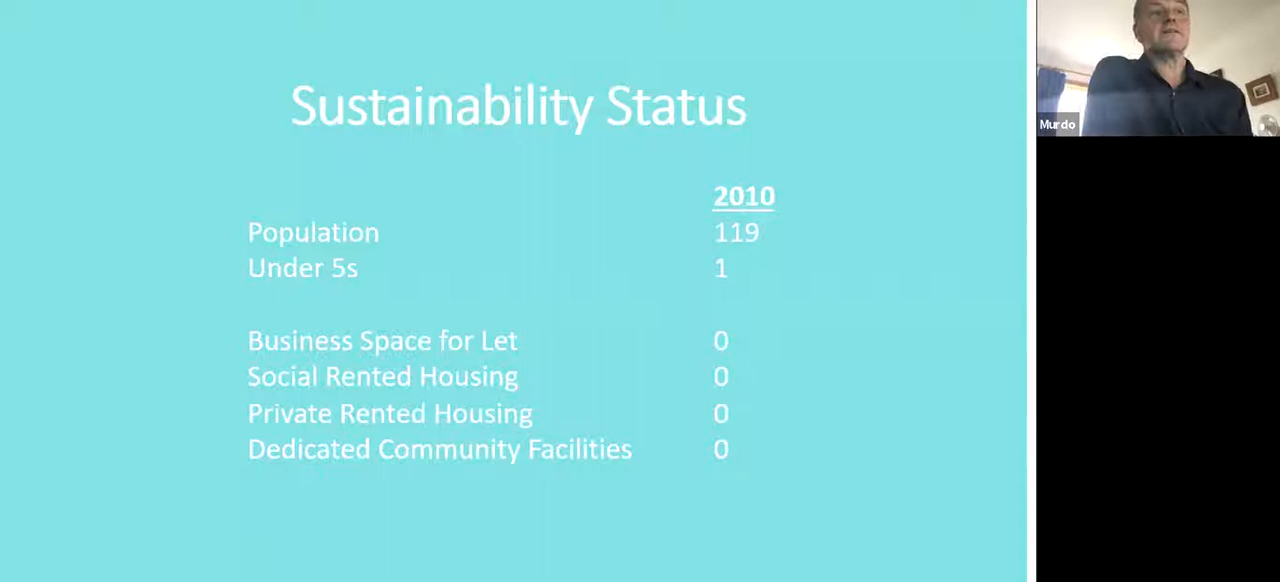 Sustainability Status
2010
Population 119
Under 5s 1
Business Space for Let 0
Social Rented Housing 0
Private Rented Housing 0
Dedicated Community Facilities 0
Murdo